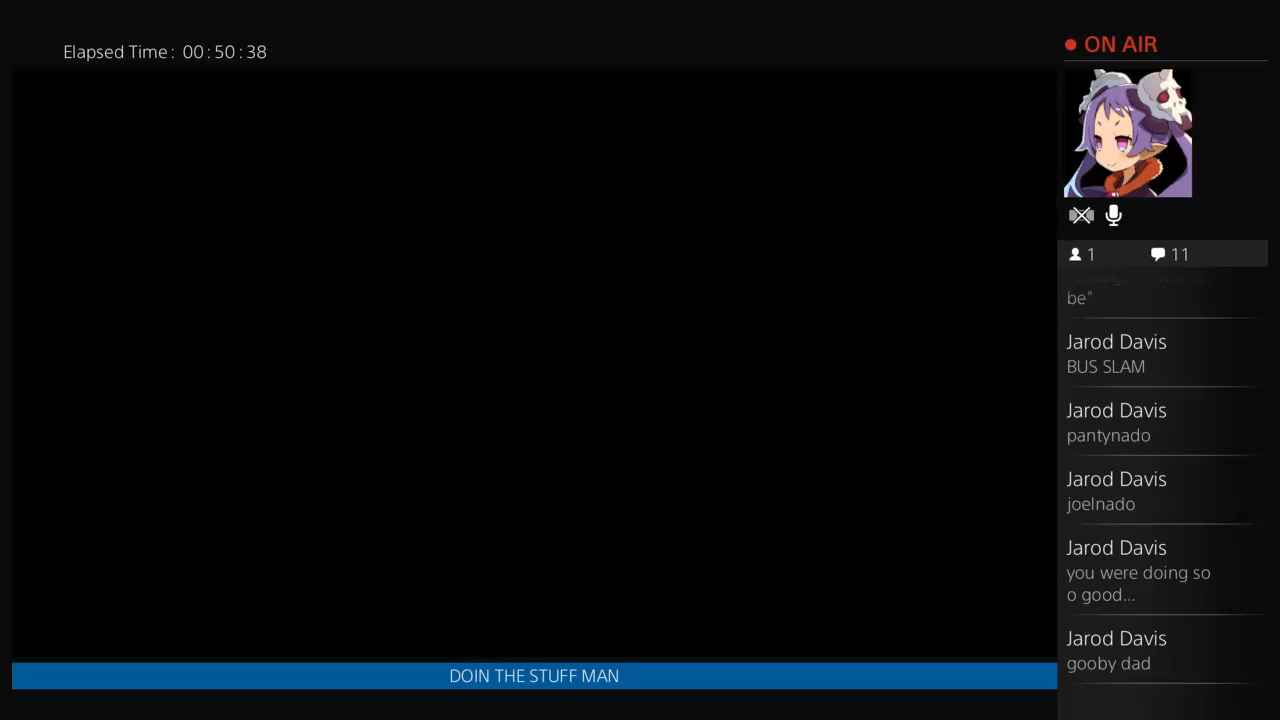 Elapsed Time: 00:50:38
ON AIR
1
11
be"
Jarod Davis
BUS SLAM
Jarod Davis
pantynado
Jarod Davis
joelnado
Jarod Davis
you were doing so
o good...
Jarod Davis
gooby dad
DOIN THE STUFF MAN